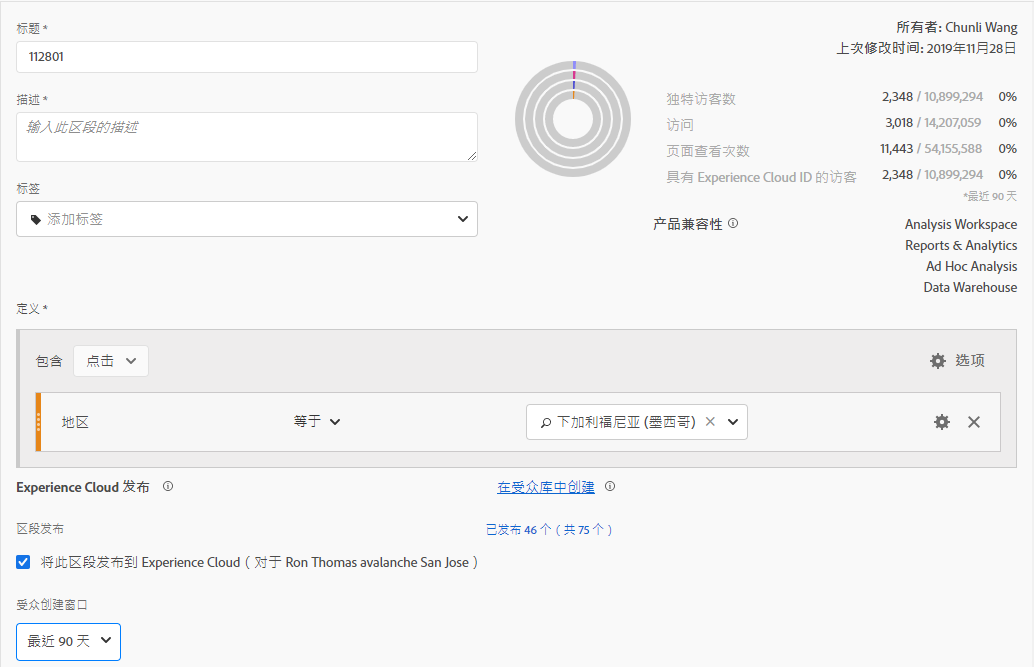 标题 *
112801
描述 *
输入此区段的描述
标签
添加标签
所有者: Chunli Wang
上次修改时间: 2019年11月28日
独特访客数 2,348 / 10,899,294 0%
访问 3,018 / 14,207,059 0%
页面查看次数 11,443 / 54,155,588 0%
具有 Experience Cloud ID 的访客 2,348 / 10,899,294 0%
*最近 90 天
产品兼容性 Analysis Workspace
Reports & Analytics
Ad Hoc Analysis
Data Warehouse
定义 *
包含 点击 选项
地区 等于 下加利福尼亚 (墨西哥)
Experience Cloud 发布 在受众库中创建
区段发布 已发布 46 个（共 75 个）
将此区段发布到 Experience Cloud（对于 Ron Thomas avalanche San Jose）
受众创建窗口
最近 90 天